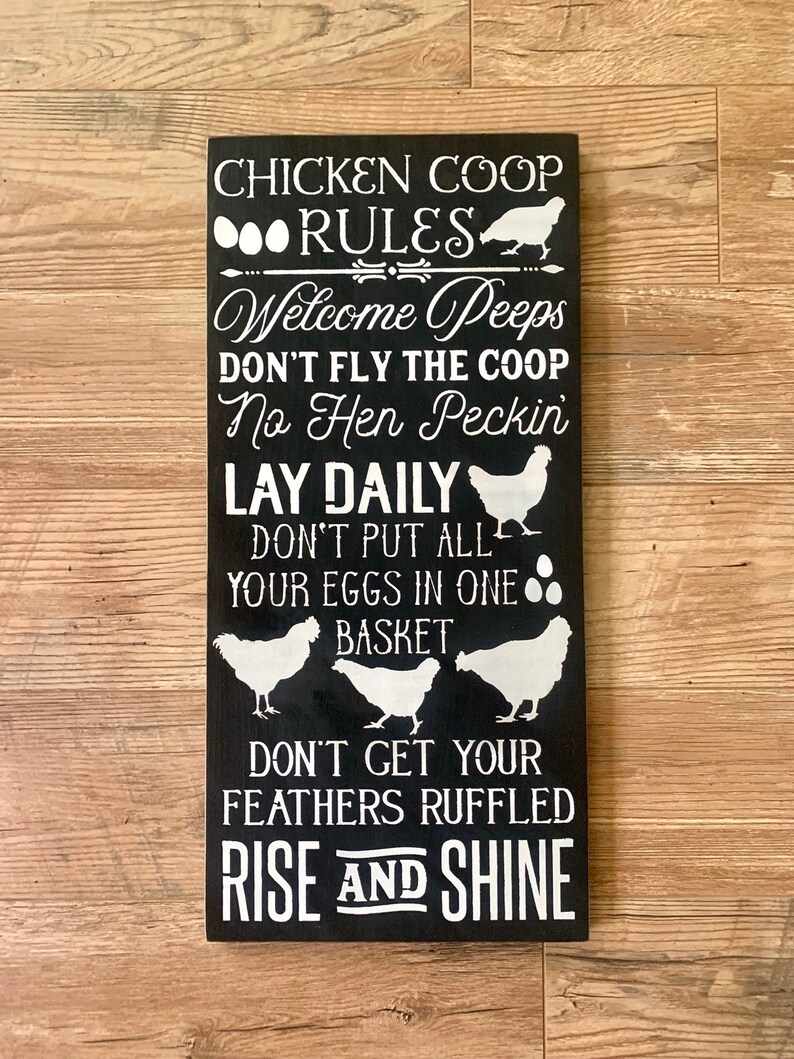 CHICKEN COOP
RULES
Welcome Peeps
DON'T FLY THE COOP
No Hen Peckin'
LAY DAILY
DON'T PUT ALL
YOUR EGGS IN ONE
BASKET
DON'T GET YOUR
FEATHERS RUFFLED
RISE AND SHINE